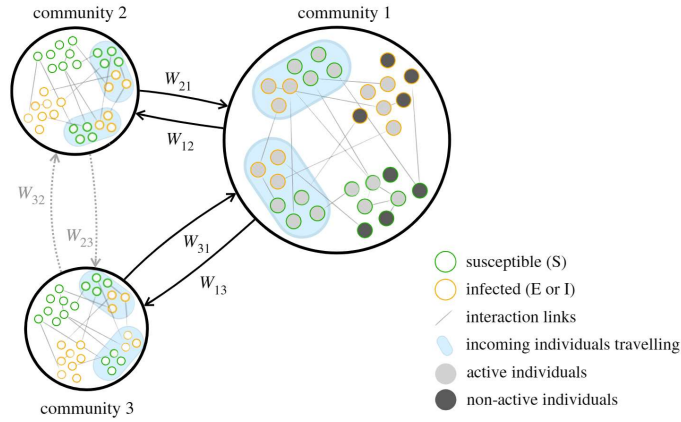 community 2
community 1
W21
W12
W32
W23
W31
W13
community 3
susceptible (S)
infected (E or I)
interaction links
incoming individuals travelling
active individuals
non-active individuals